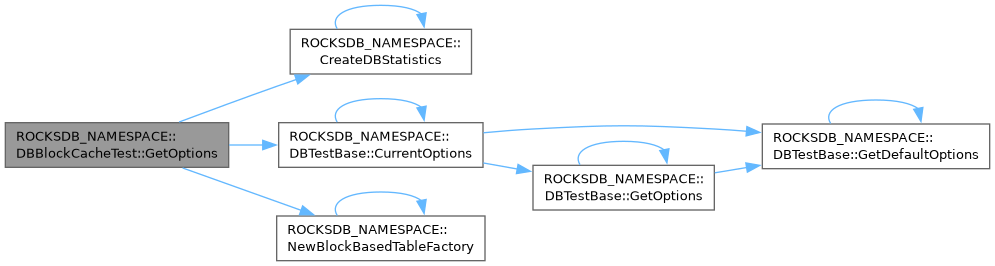 ROCKSDB_NAMESPACE::
CreateDBStatistics
ROCKSDB_NAMESPACE::
DBBlockCacheTest::GetOptions
ROCKSDB_NAMESPACE::
DBTestBase::CurrentOptions
ROCKSDB_NAMESPACE::
DBTestBase::GetDefaultOptions
ROCKSDB_NAMESPACE::
DBTestBase::GetOptions
ROCKSDB_NAMESPACE::
NewBlockBasedTableFactory